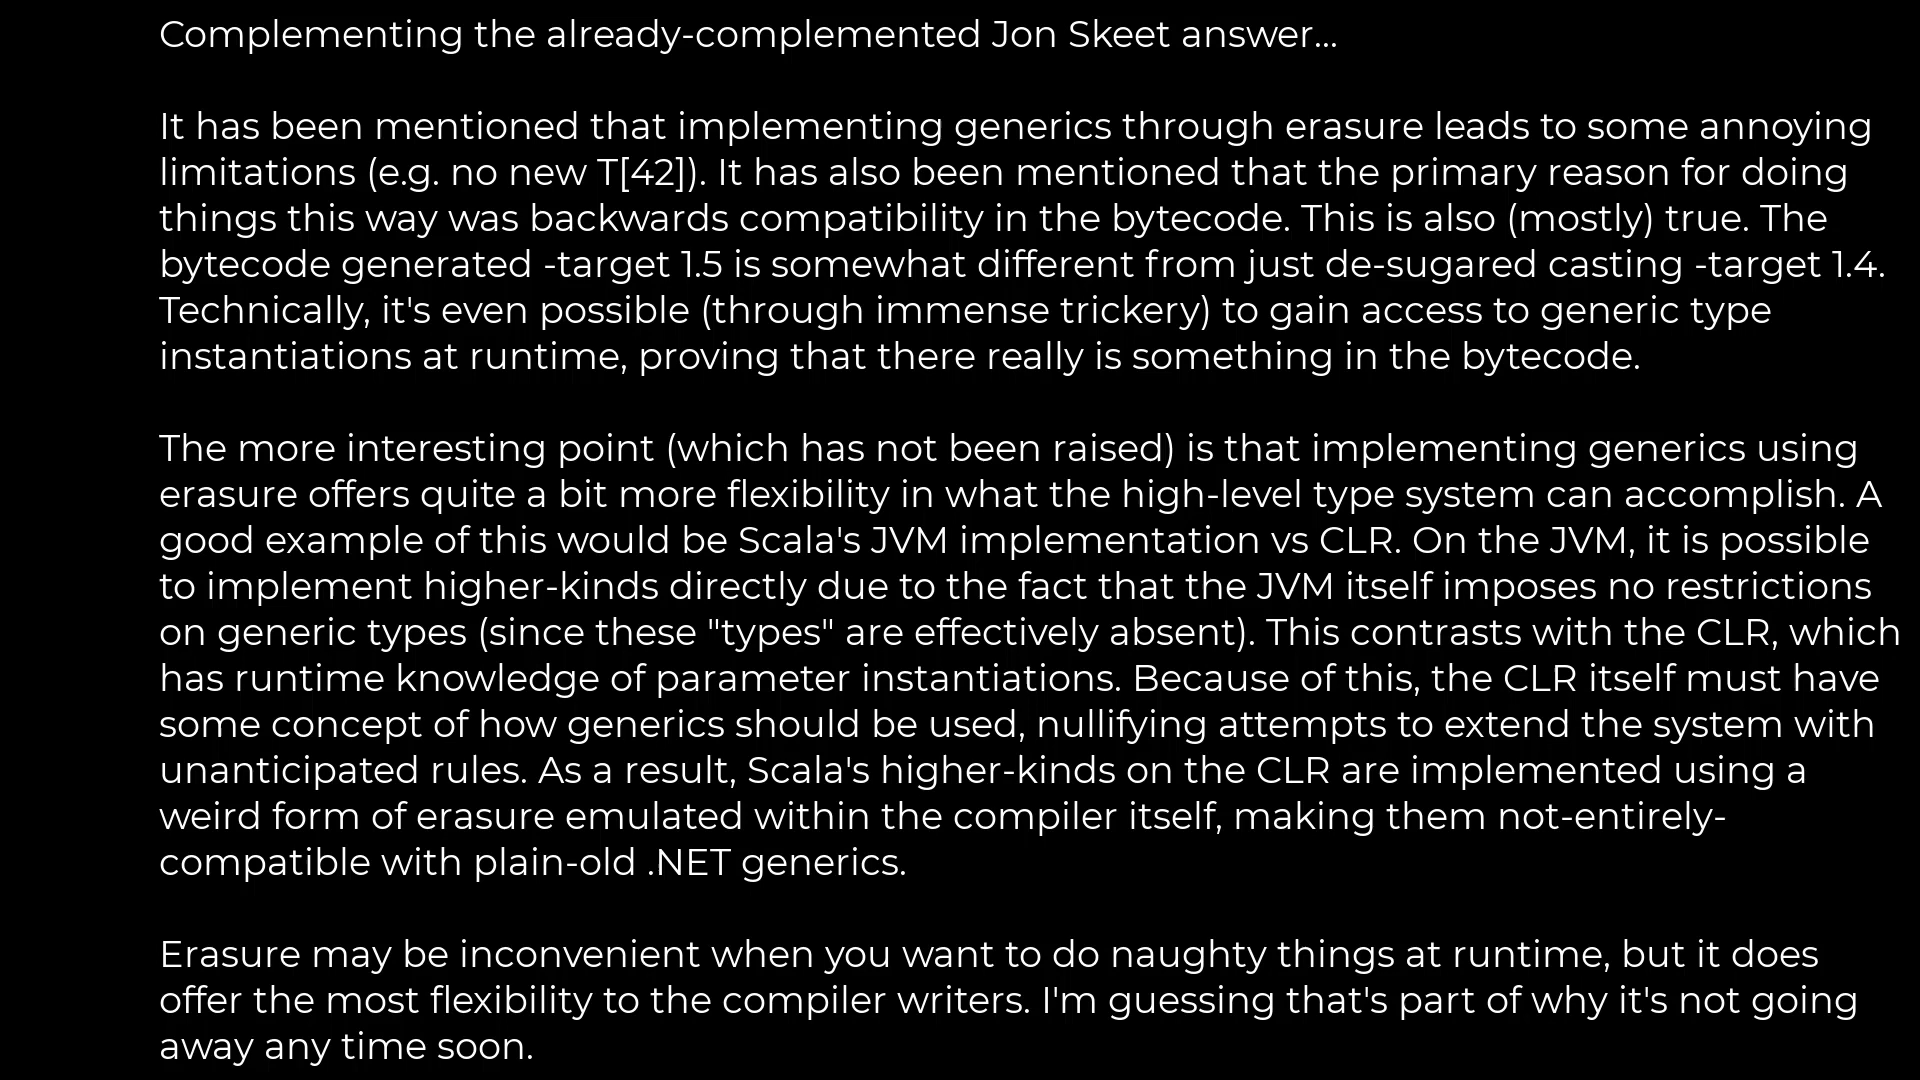 Complementing the already-complemented Jon Skeet answer...
It has been mentioned that implementing generics through erasure leads to some annoying
limitations (e.g. no new T[42]). It has also been mentioned that the primary reason for doing
things this way was backwards compatibility in the bytecode. This is also (mostly) true. The
bytecode generated -target 1.5 is somewhat different from just de-sugared casting -target 1.4.
Technically, it's even possible (through immense trickery) to gain access to generic type
instantiations at runtime, proving that there really is something in the bytecode.
The more interesting point (which has not been raised) is that implementing generics using
erasure offers quite a bit more flexibility in what the high-level type system can accomplish. A
good example of this would be Scala's JVM implementation vs CLR. On the JVM, it is possible
to implement higher-kinds directly due to the fact that the JVM itself imposes no restrictions
on generic types (since these "types" are effectively absent). This contrasts with the CLR, which
has runtime knowledge of parameter instantiations. Because of this, the CLR itself must have
some concept of how generics should be used, nullifying attempts to extend the system with
unanticipated rules. As a result, Scala's higher-kinds on the CLR are implemented using a
weird form of erasure emulated within the compiler itself, making them not-entirely-
compatible with plain-old .NET generics.
Erasure may be inconvenient when you want to do naughty things at runtime, but it does
offer the most flexibility to the compiler writers. I'm guessing that's part of why it's not going
away any time soon.